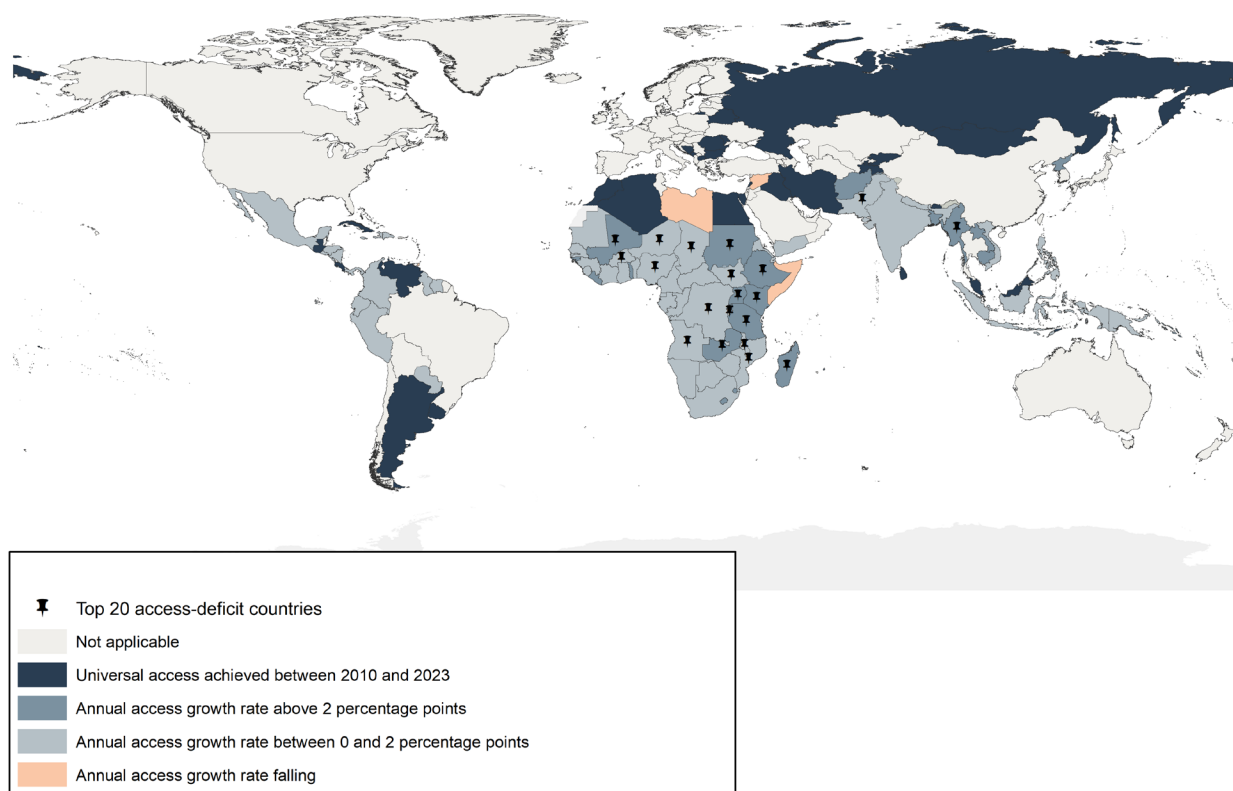 Top 20 access-deficit countries
Not applicable
Universal access achieved between 2010 and 2023
Annual access growth rate above 2 percentage points
Annual access growth rate between 0 and 2 percentage points
Annual access growth rate falling